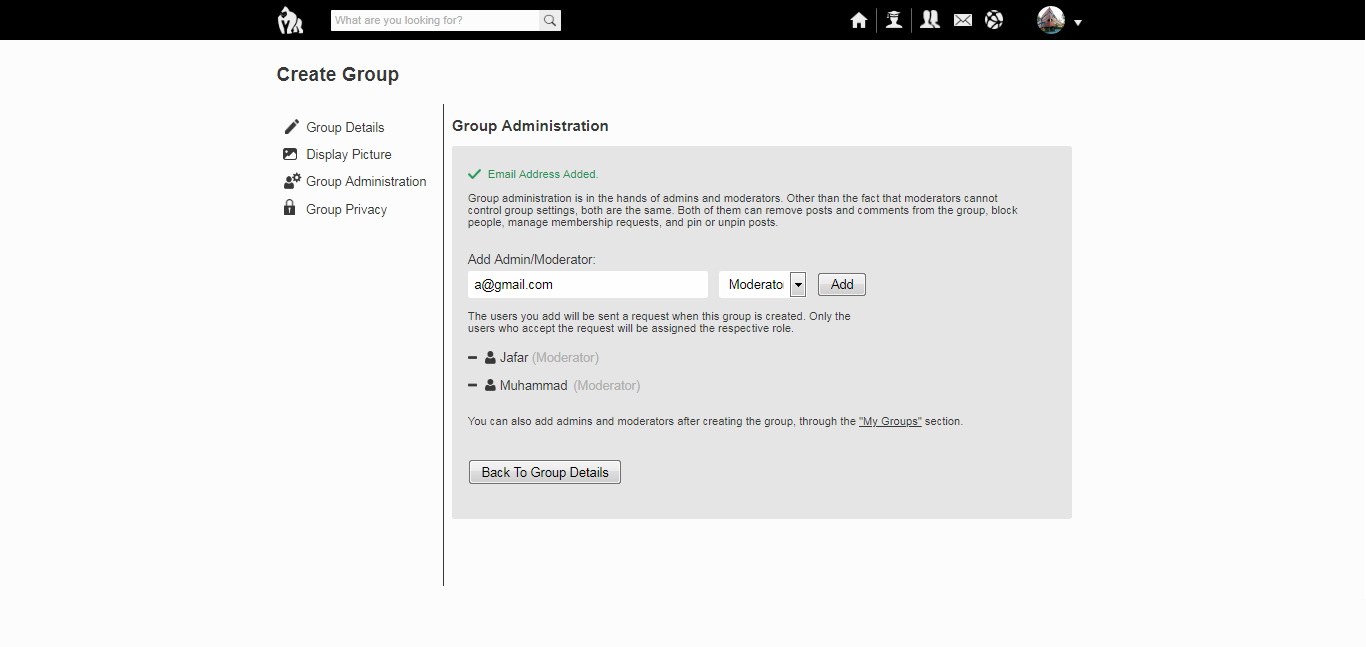 What are you looking for?
Create Group
Group Details
Display Picture
Group Administration
Group Privacy
Group Administration
Email Address Added.
Group administration is in the hands of admins and moderators. Other than the fact that moderators cannot
control group settings, both are the same. Both of them can remove posts and comments from the group, block
people, manage membership requests, and pin or unpin posts.
Add Admin/Moderator:
a@gmail.com Moderato Add
The users you add will be sent a request when this group is created. Only the
users who accept the request will be assigned the respective role.
Jafar (Moderator)
Muhammad (Moderator)
You can also add admins and moderators after creating the group, through the "My Groups" section.
Back To Group Details